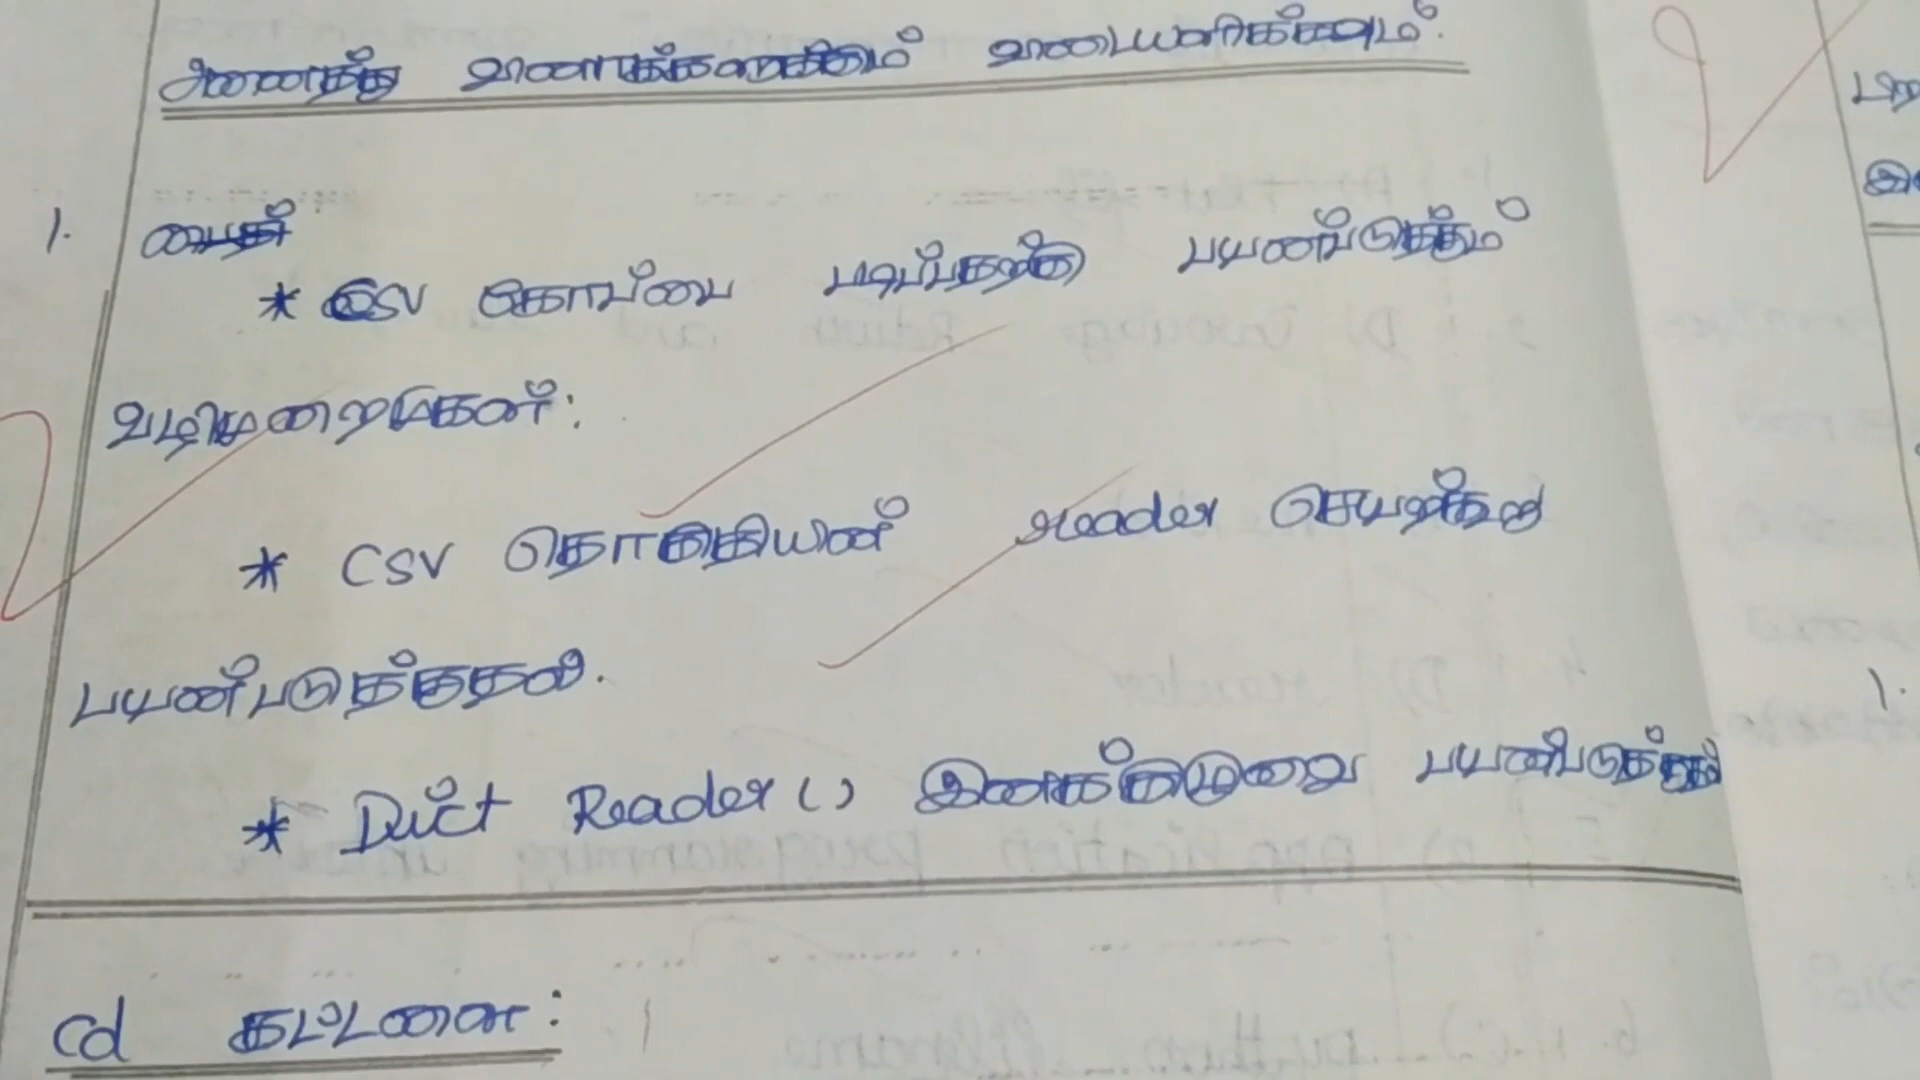 அனைத்து வினாக்களுக்கும் விடையளிக்கவும்.
1.
* CSV கோப்பை படிப்பதற்கு பயன்படுத்தும்
வழிமுறைகள்:
* CSV தொகுதியின் reader செயற்கூறு
பயன்படுத்துதல்.
* Dict Reader () இனக்குழுவை பயன்படுத்துதல்
cd கட்டளை:
1.